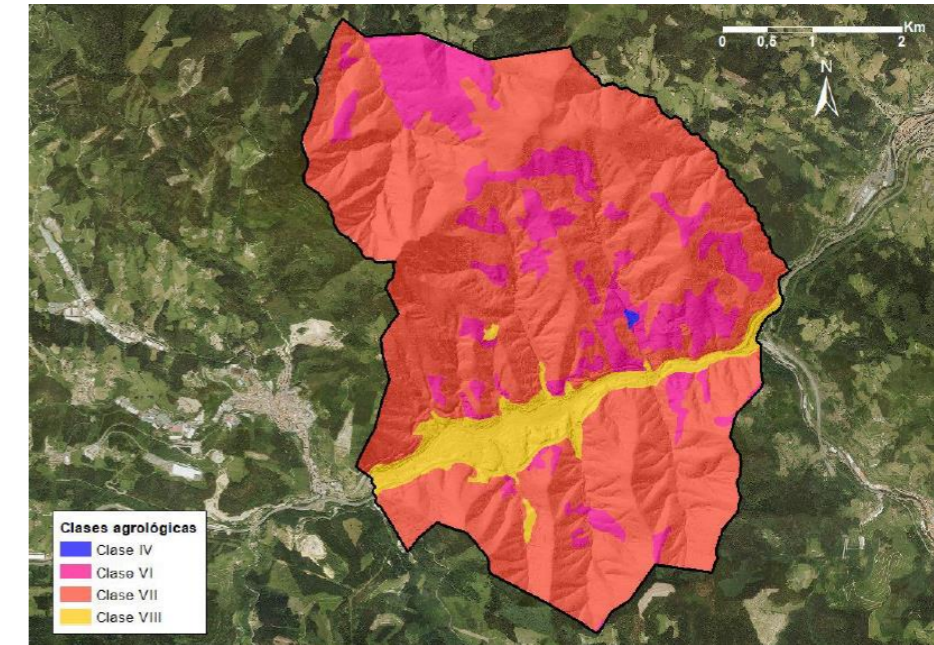 Km
0 0,5 1 2
N
Clases agrológicas
Clase IV
Clase VI
Clase VII
Clase VIII